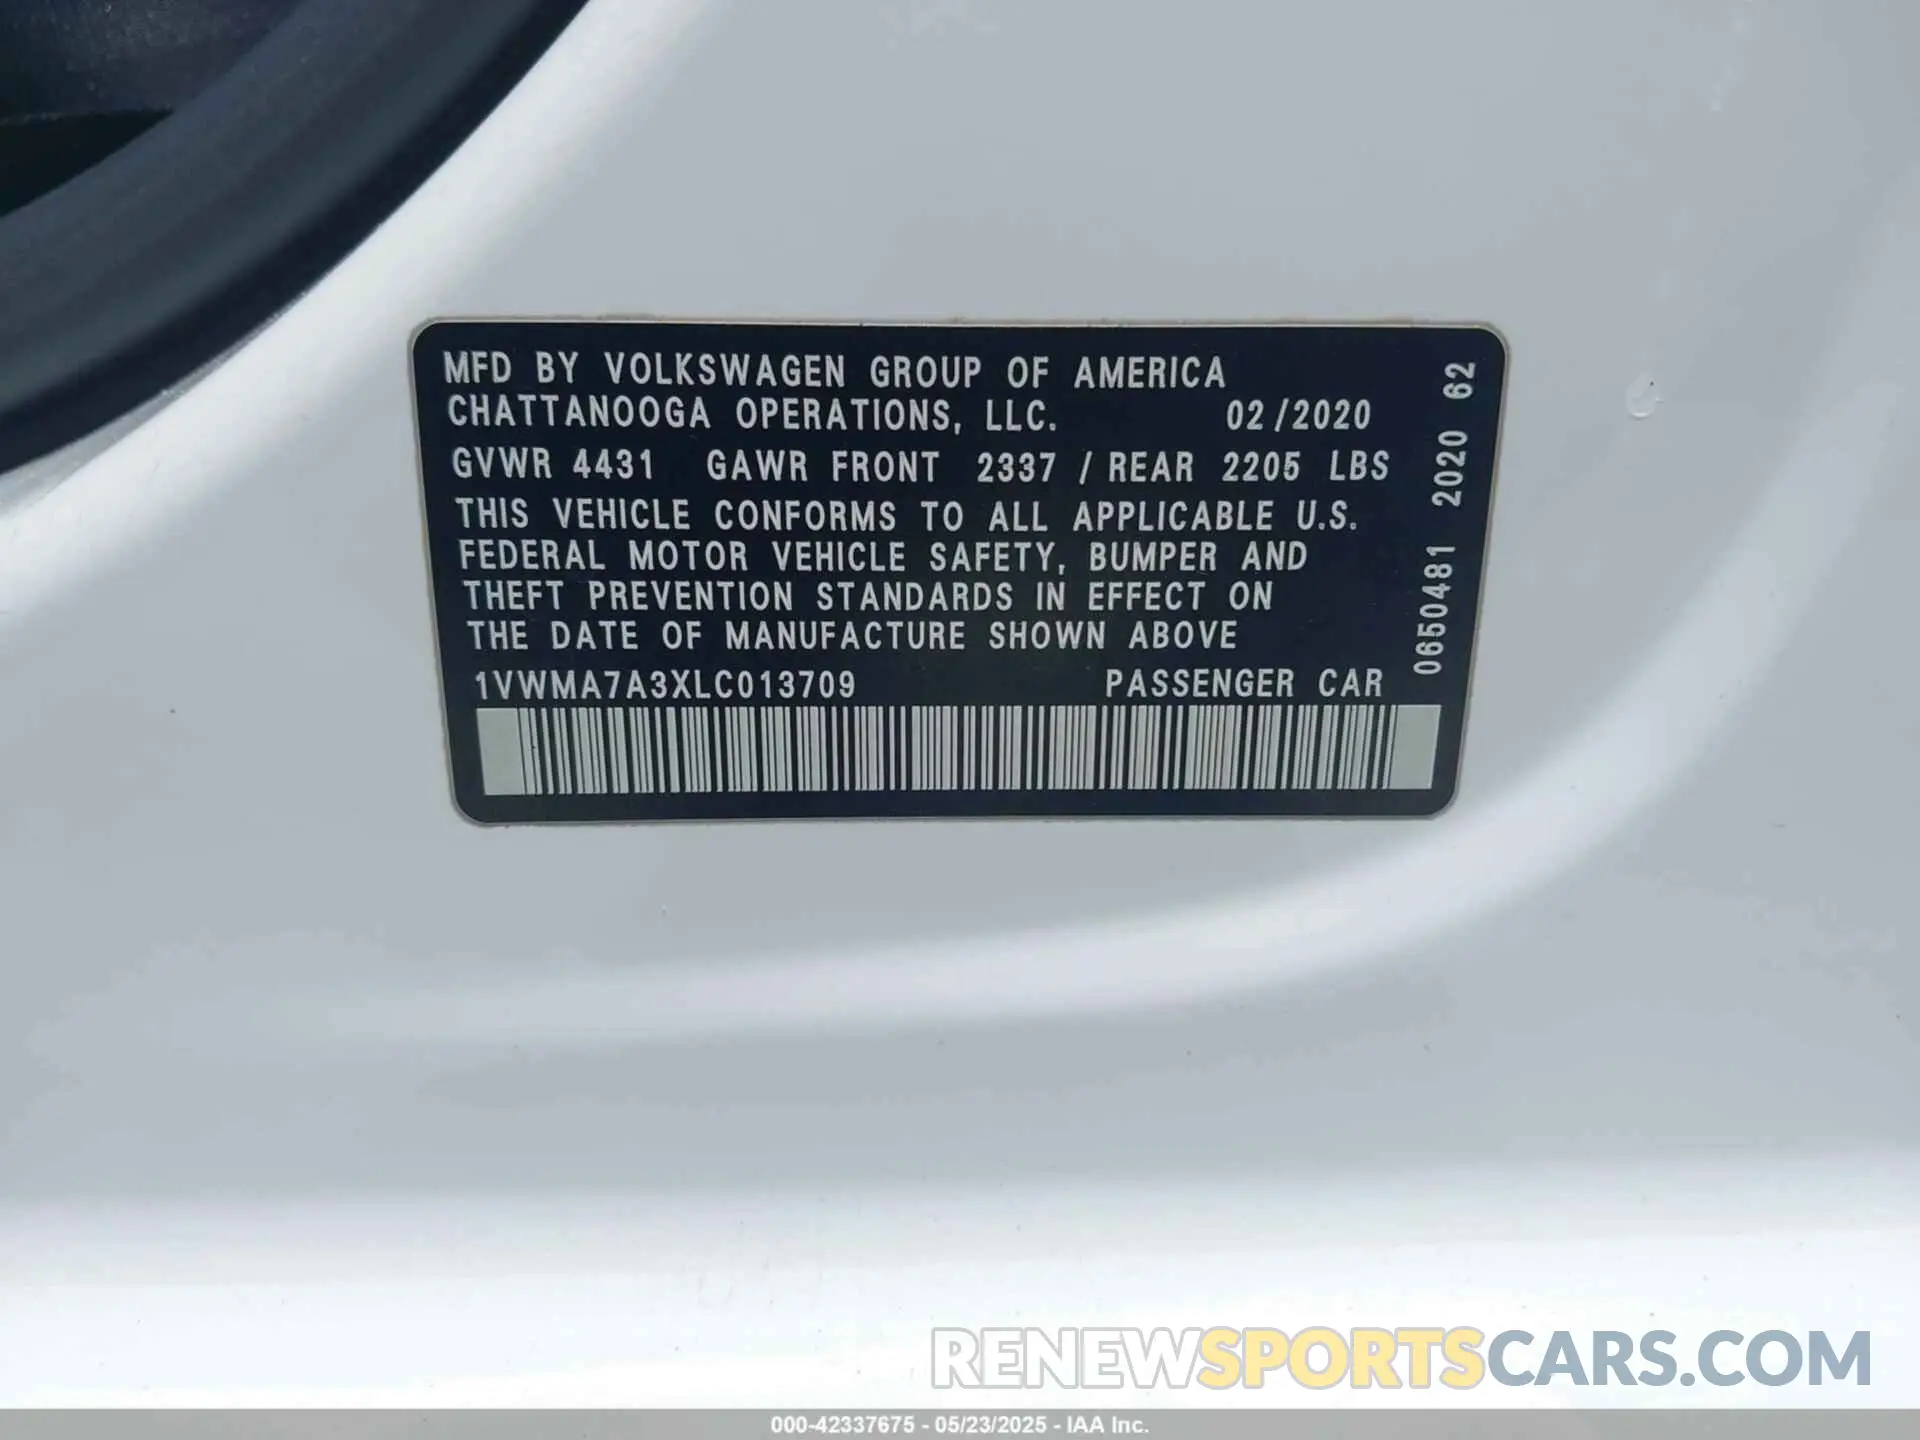 MFD BY VOLKSWAGEN GROUP OF AMERICA
CHATTANOOGA OPERATIONS, LLC. 02/2020
GVWR 4431 GAWR FRONT 2337 / REAR 2205 LBS
THIS VEHICLE CONFORMS TO ALL APPLICABLE U.S.
FEDERAL MOTOR VEHICLE SAFETY, BUMPER AND
THEFT PREVENTION STANDARDS IN EFFECT ON
THE DATE OF MANUFACTURE SHOWN ABOVE
1VWMA7A3XLC013709 PASSENGER CAR
0650481 2020 62
RENEWSPORTSCARS.COM
000-42337675 - 05/23/2025 - IAA Inc.